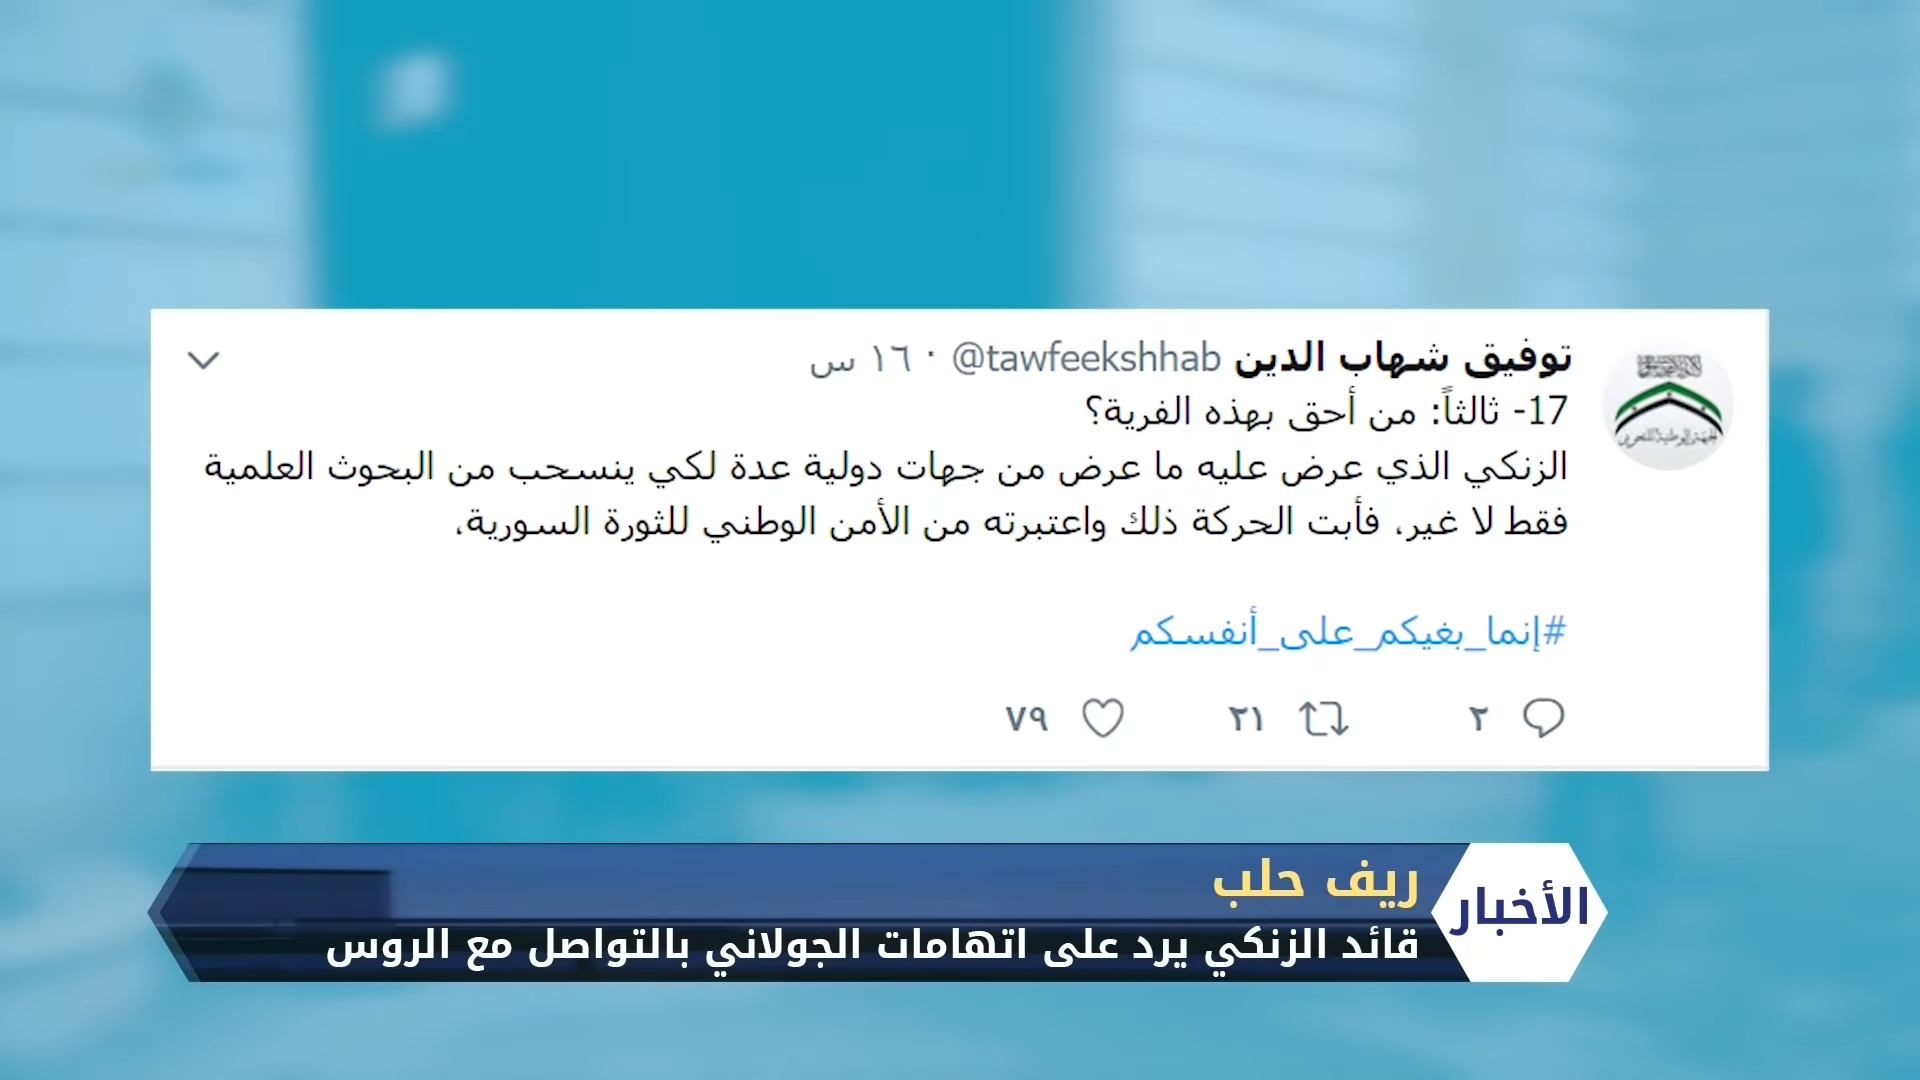 توفيق شهاب الدين @tawfeekshhab · ١٦ س
17- ثالثاً: من أحق بهذه الفرية؟
الزنكي الذي عرض عليه ما عرض من جهات دولية عدة لكي ينسحب من البحوث العلمية
فقط لا غير، فأبت الحركة ذلك واعتبرته من الأمن الوطني للثورة السورية،
#إنما_بغيكم_على_أنفسكم
٢ ٢١ ٧٩
الأخبار
ريف حلب
قائد الزنكي يرد على اتهامات الجولاني بالتواصل مع الروس